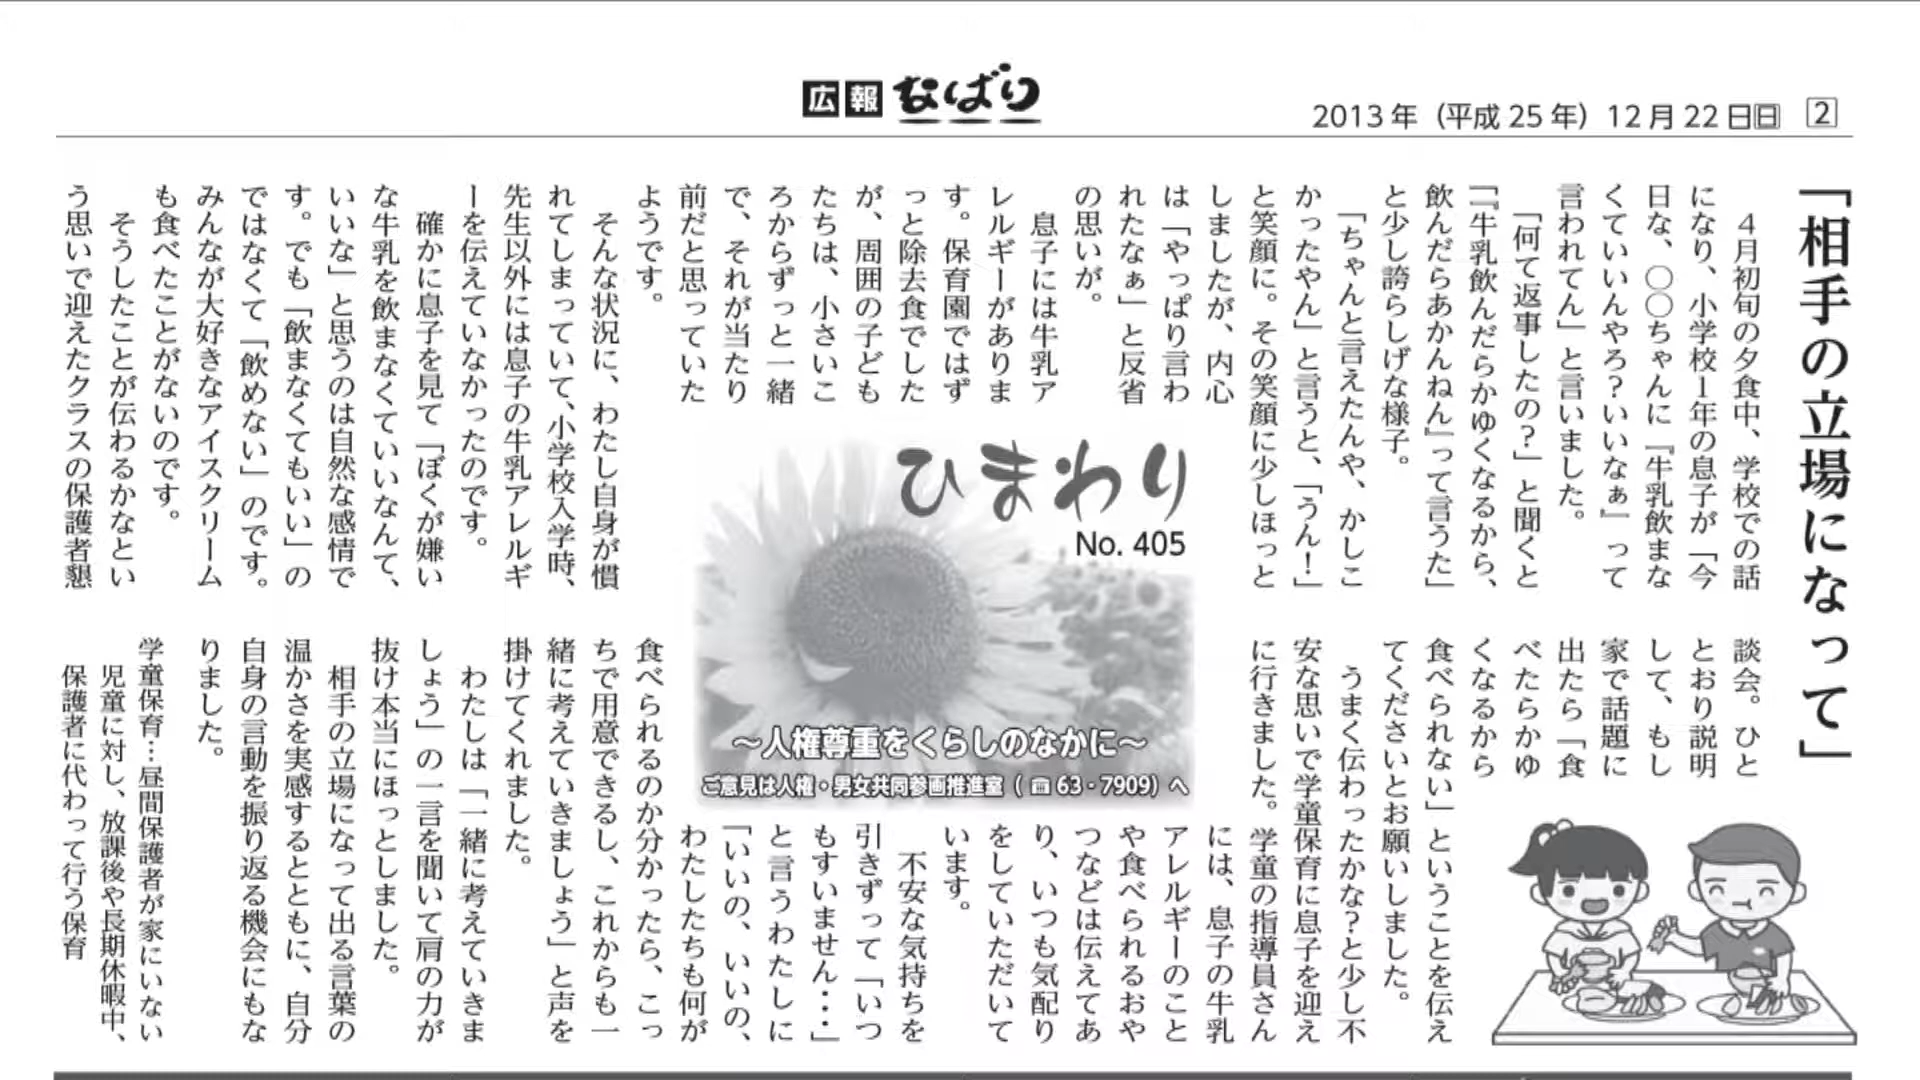 広報なばり
2013年（平成25年）12月22日日 2
「相手の立場になって」
４月初旬の夕食中、学校での話
になり、小学校１年の息子が「今
日な、〇〇ちゃんに『牛乳飲まな
くていいんやろ？いいなぁ』って
言われてん」と言いました。
「何て返事したの？」と聞くと
「『牛乳飲んだらかゆくなるから、
飲んだらあかんねん』って言うた」
と少し誇らしげな様子。
「ちゃんと言えたんや、かしこ
かったやん」と言うと、「うん！」
と笑顔に。その笑顔に少しほっと
しましたが、内心
は「やっぱり言わ
れたなぁ」と反省
の思いが。
息子には牛乳ア
レルギーがありま
す。保育園ではず
っと除去食でした
が、周囲の子ども
たちは、小さいこ
ろからずっと一緒
で、それが当たり
前だと思っていた
ようです。
そんな状況に、わたし自身が慣
れてしまっていて、小学校入学時、
先生以外には息子の牛乳アレルギ
ーを伝えていなかったのです。
確かに息子を見て「ぼくが嫌い
な牛乳を飲まなくていいなんて、
いいな」と思うのは自然な感情で
す。でも「飲まなくてもいい」の
ではなくて「飲めない」のです。
みんなが大好きなアイスクリーム
も食べたことがないのです。
そうしたことが伝わるかなとい
う思いで迎えたクラスの保護者懇
談会。ひと
とおり説明
して、もし
家で話題に
出たら「食
べたらかゆ
くなるから
食べられない」ということを伝え
てくださいとお願いしました。
うまく伝わったかな？と少し不
安な思いで学童保育に息子を迎え
に行きました。学童の指導員さん
には、息子の牛乳
アレルギーのこと
や食べられるおや
つなどは伝えてあ
り、いつも気配り
をしていただいて
います。
不安な気持ちを
引きずって「いつ
もすいません・・・」
と言うわたしに
「いいの、いいの、
わたしたちも何が
食べられるのか分かったら、こっ
ちで用意できるし、これからも一
緒に考えていきましょう」と声を
掛けてくれました。
わたしは「一緒に考えていきま
しょう」の一言を聞いて肩の力が
抜け本当にほっとしました。
相手の立場になって出る言葉の
温かさを実感するとともに、自分
自身の言動を振り返る機会にもな
りました。
学童保育…昼間保護者が家にいない
児童に対し、放課後や長期休暇中、
保護者に代わって行う保育
ひまわり
No. 405
～人権尊重をくらしのなかに～
ご意見は人権・男女共同参画推進室（☎63・7909）へ